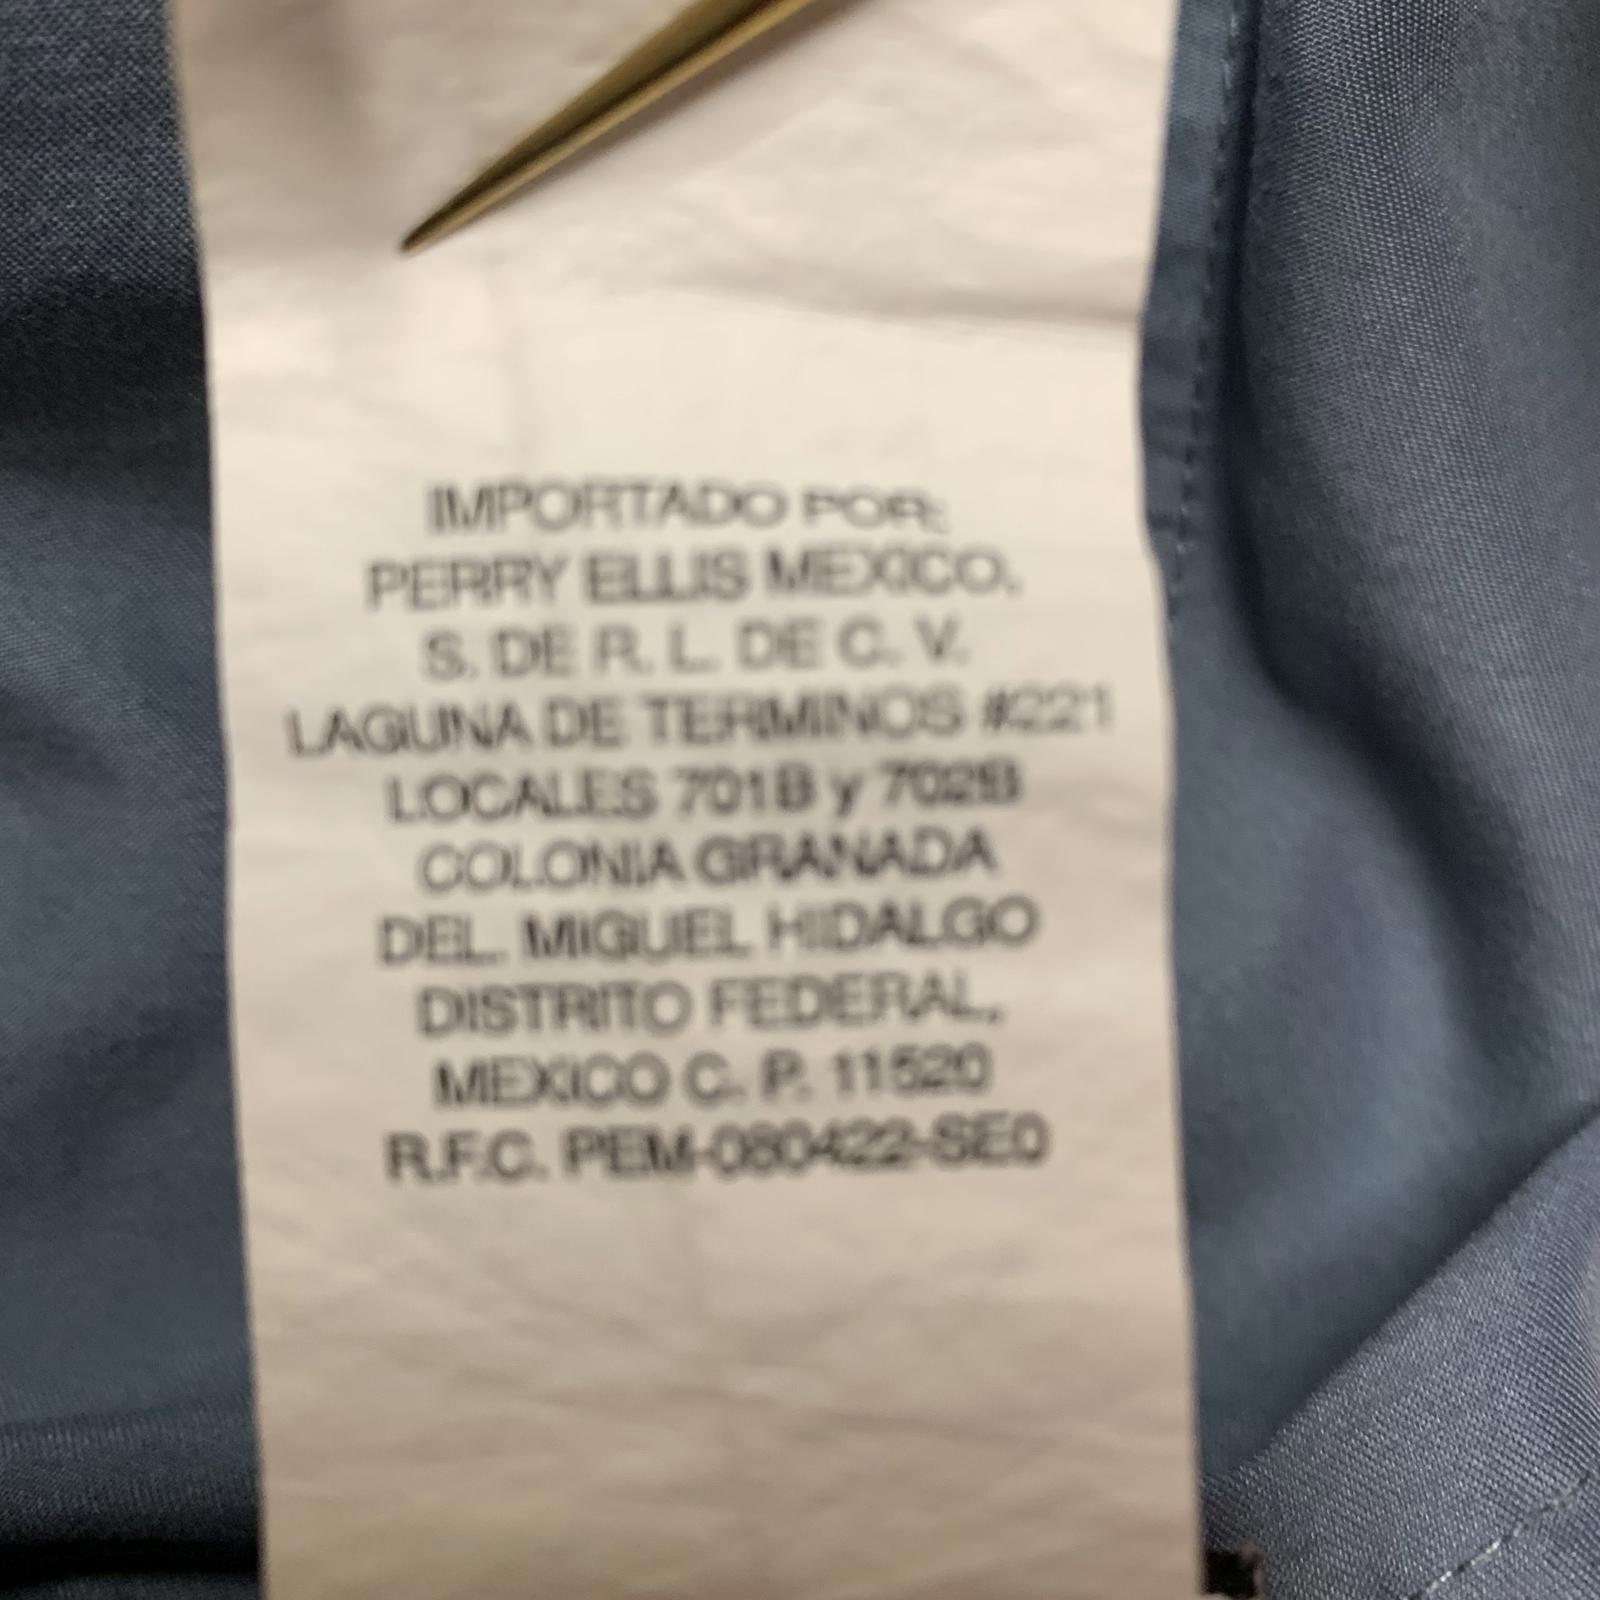 IMPORTADO POR:
PERRY ELLIS MEXICO,
S. DE R. L. DE C. V.
LAGUNA DE TERMINOS #221
LOCALES 701B y 702B
COLONIA GRANADA
DEL. MIGUEL HIDALGO
DISTRITO FEDERAL,
MEXICO C. P. 11520
R.F.C. PEM-080422-SE0